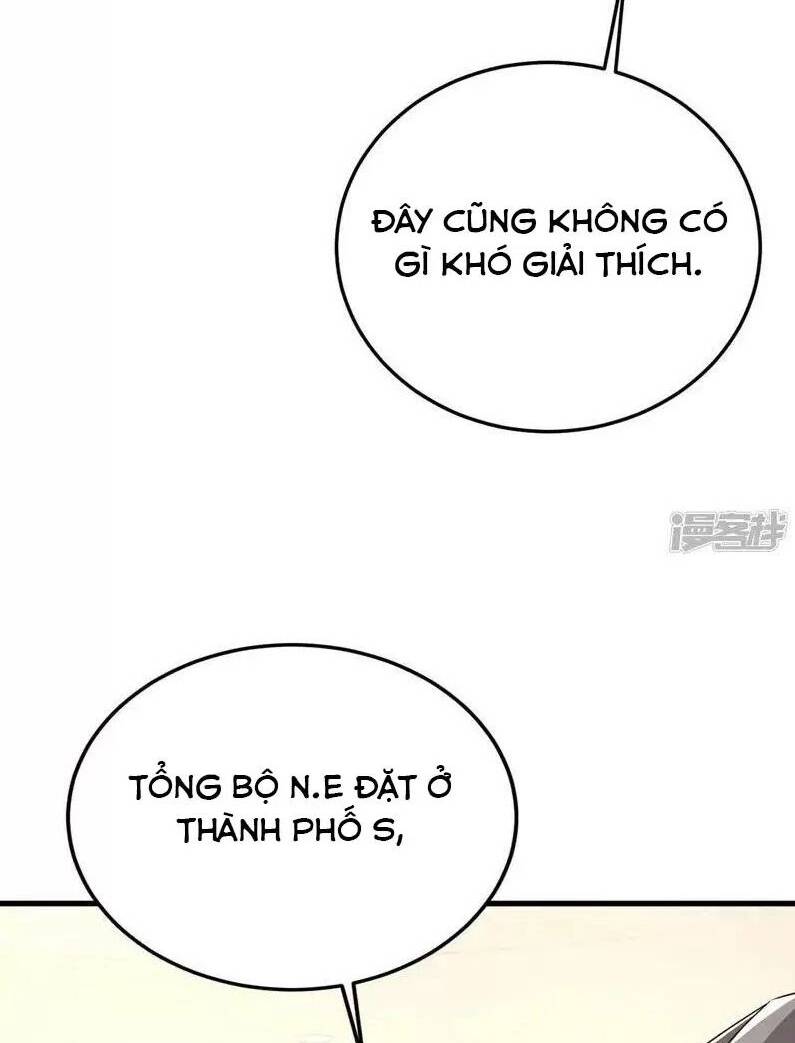 ĐÂY CŨNG KHÔNG CÓ
GÌ KHÓ GIẢI THÍCH.
漫客栈
TỔNG BỘ N.E ĐẶT Ở
THÀNH PHỐ S,